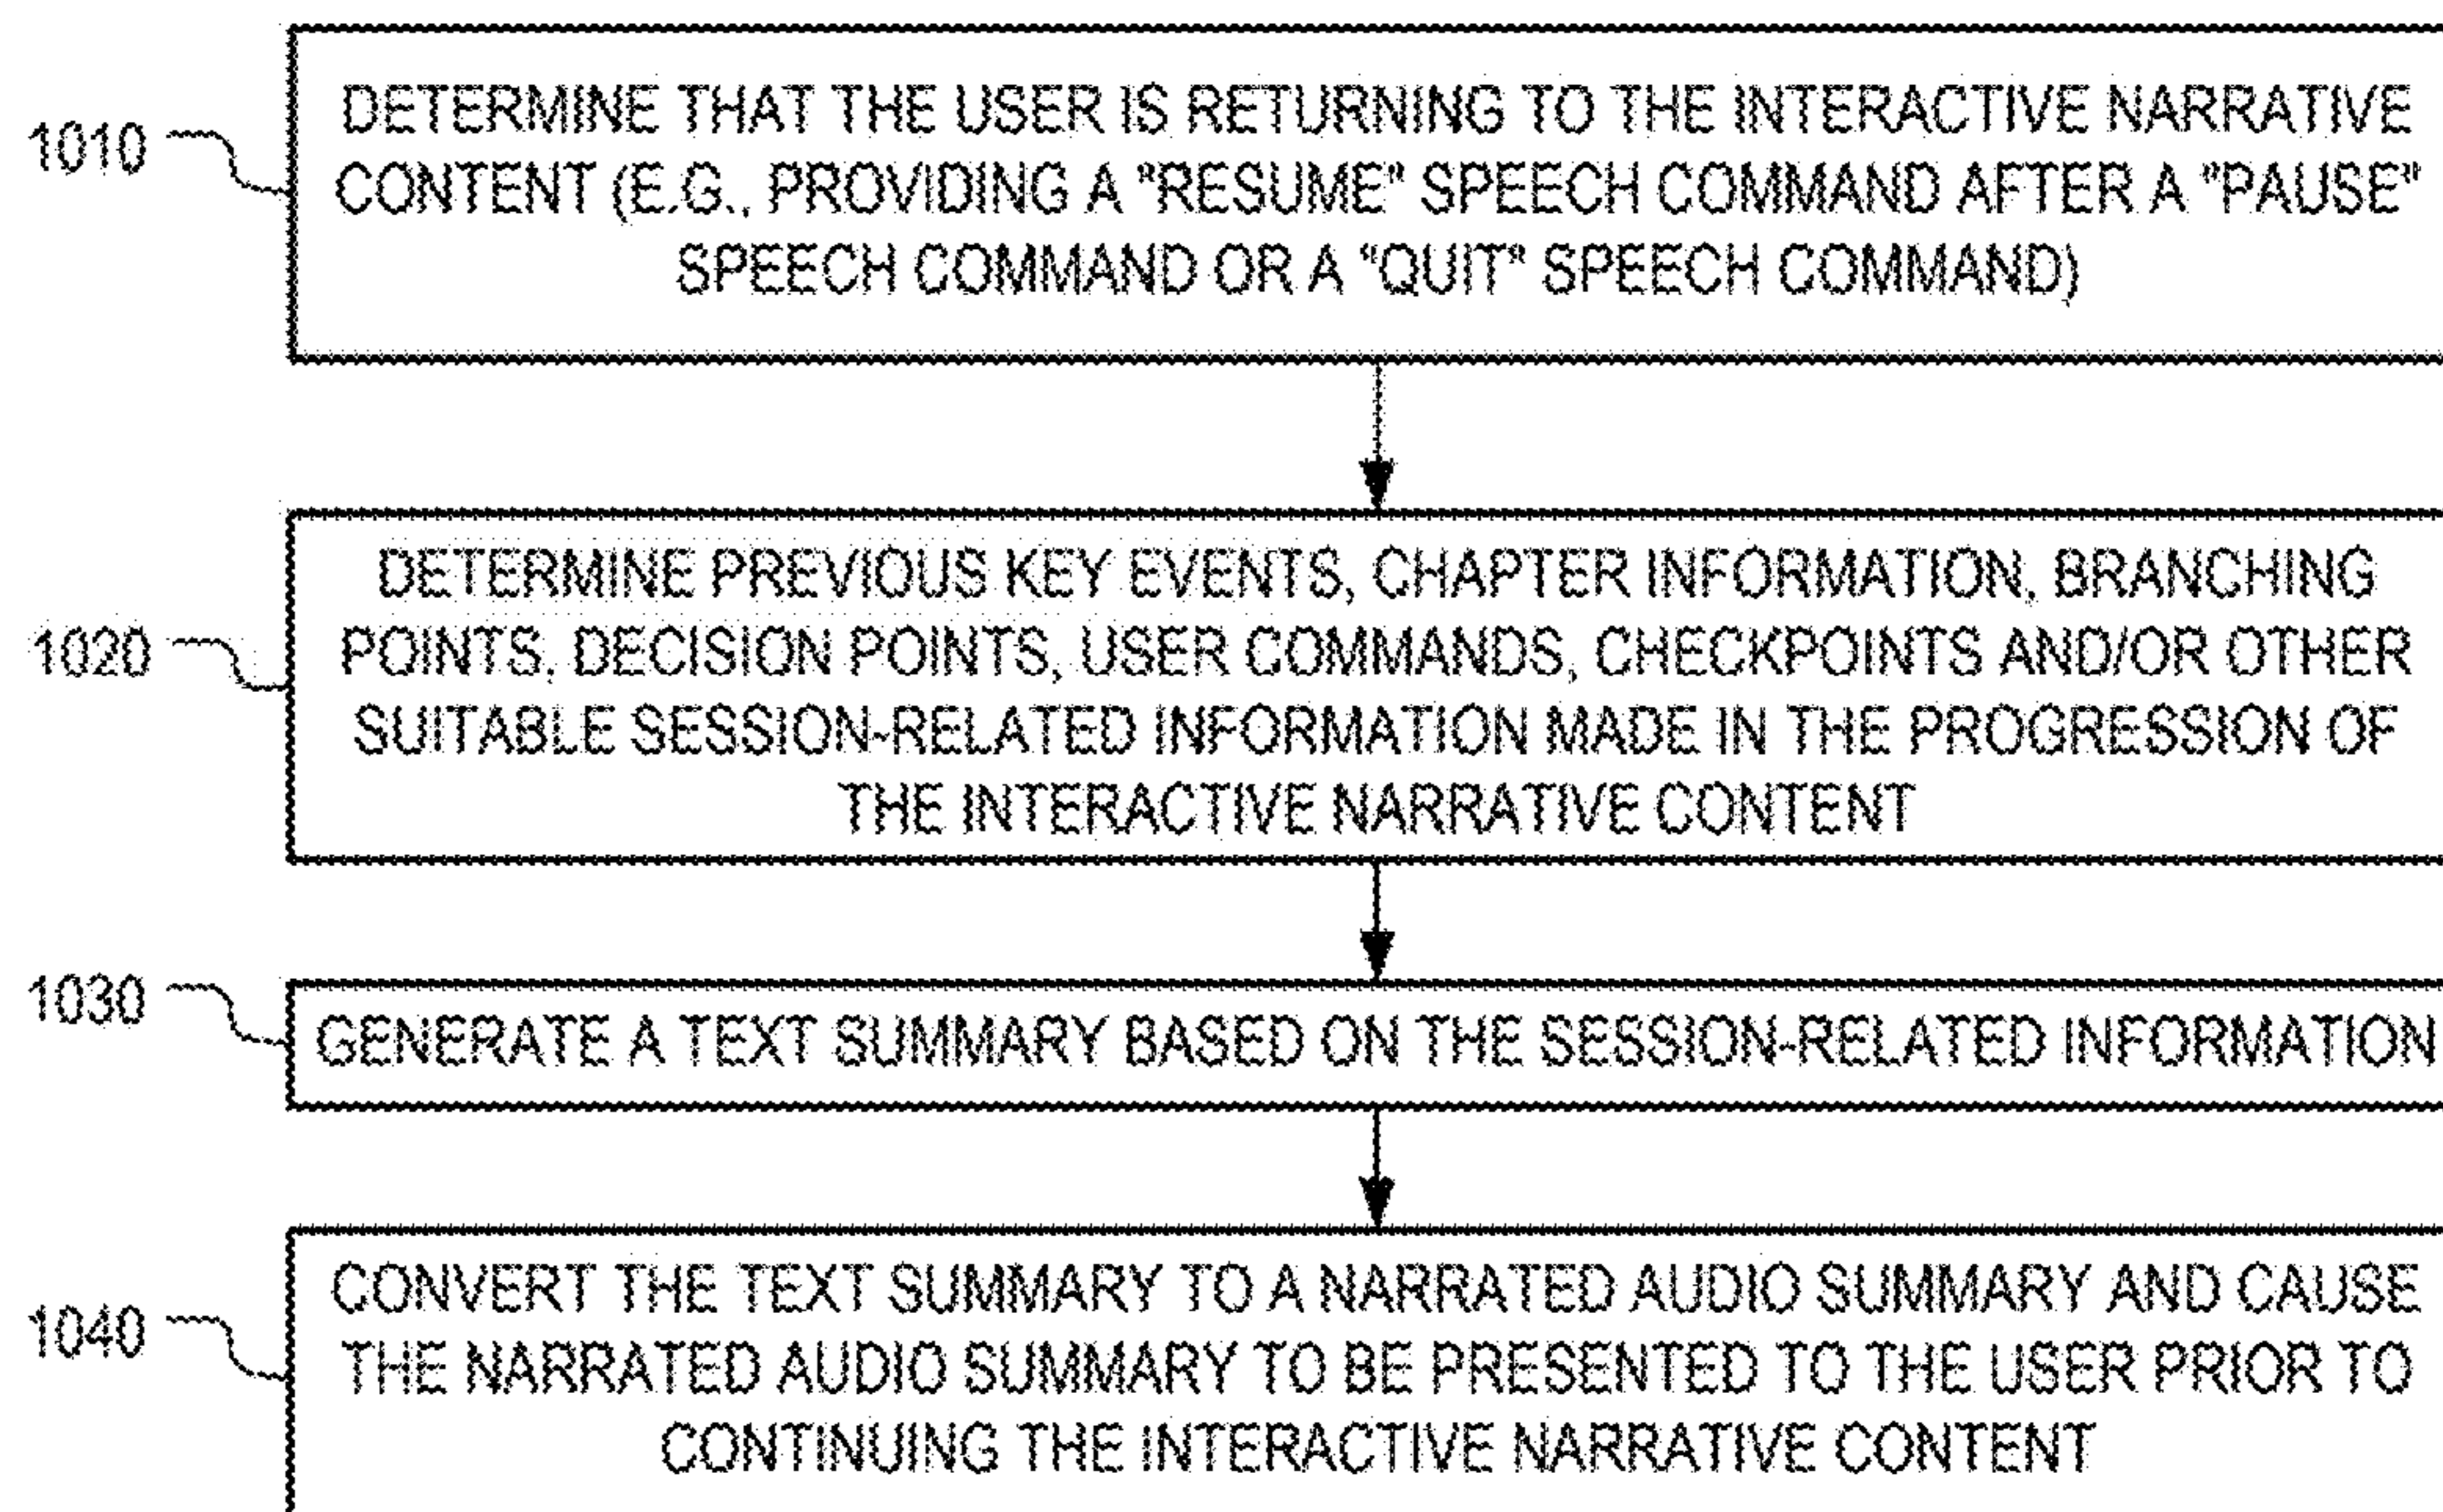 1010
DETERMINE THAT THE USER IS RETURNING TO THE INTERACTIVE NARRATIVE
CONTENT (E.G., PROVIDING A "RESUME" SPEECH COMMAND AFTER A "PAUSE"
SPEECH COMMAND OR A "QUIT" SPEECH COMMAND)
1020
DETERMINE PREVIOUS KEY EVENTS, CHAPTER INFORMATION, BRANCHING
POINTS, DECISION POINTS, USER COMMANDS, CHECKPOINTS AND/OR OTHER
SUITABLE SESSION-RELATED INFORMATION MADE IN THE PROGRESSION OF
THE INTERACTIVE NARRATIVE CONTENT
1030
GENERATE A TEXT SUMMARY BASED ON THE SESSION-RELATED INFORMATION
1040
CONVERT THE TEXT SUMMARY TO A NARRATED AUDIO SUMMARY AND CAUSE
THE NARRATED AUDIO SUMMARY TO BE PRESENTED TO THE USER PRIOR TO
CONTINUING THE INTERACTIVE NARRATIVE CONTENT